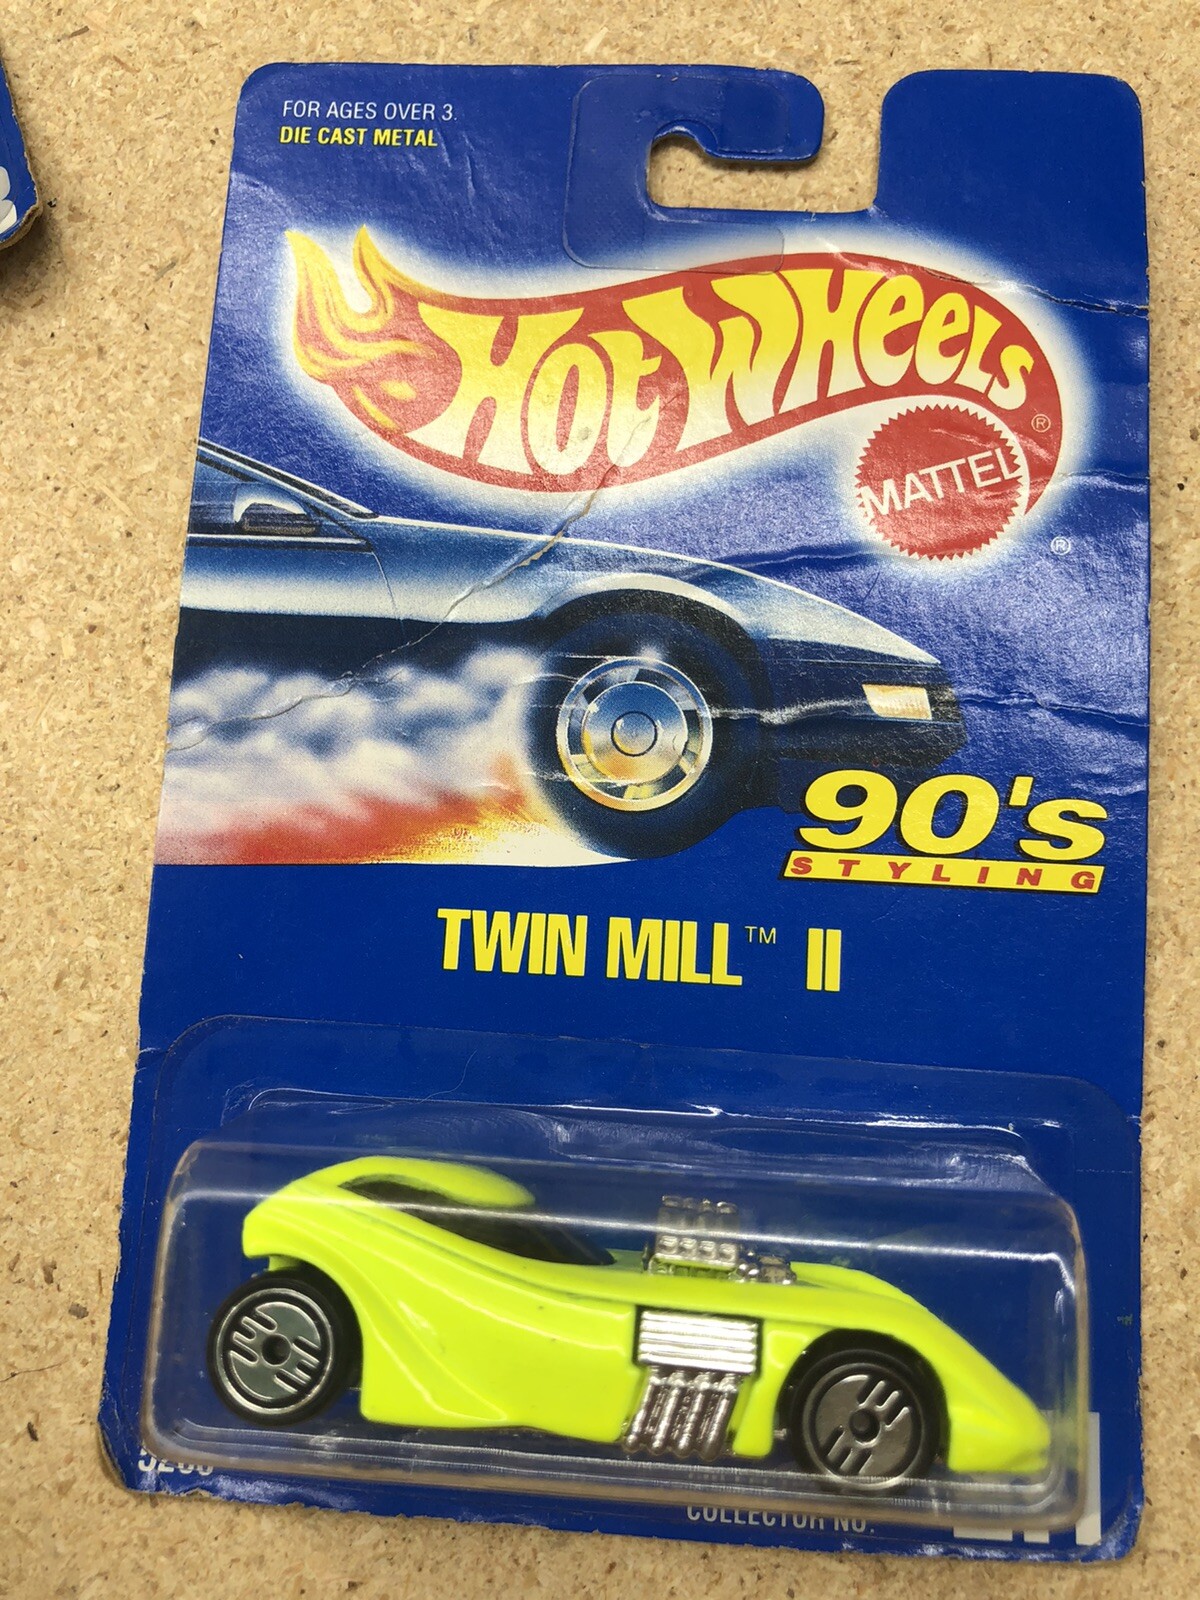 FOR AGES OVER 3.
DIE CAST METAL
HOT WHEELS ®
MATTEL
®
90's
STYLING
TWIN MILL™ II
COLLECTOR NO.